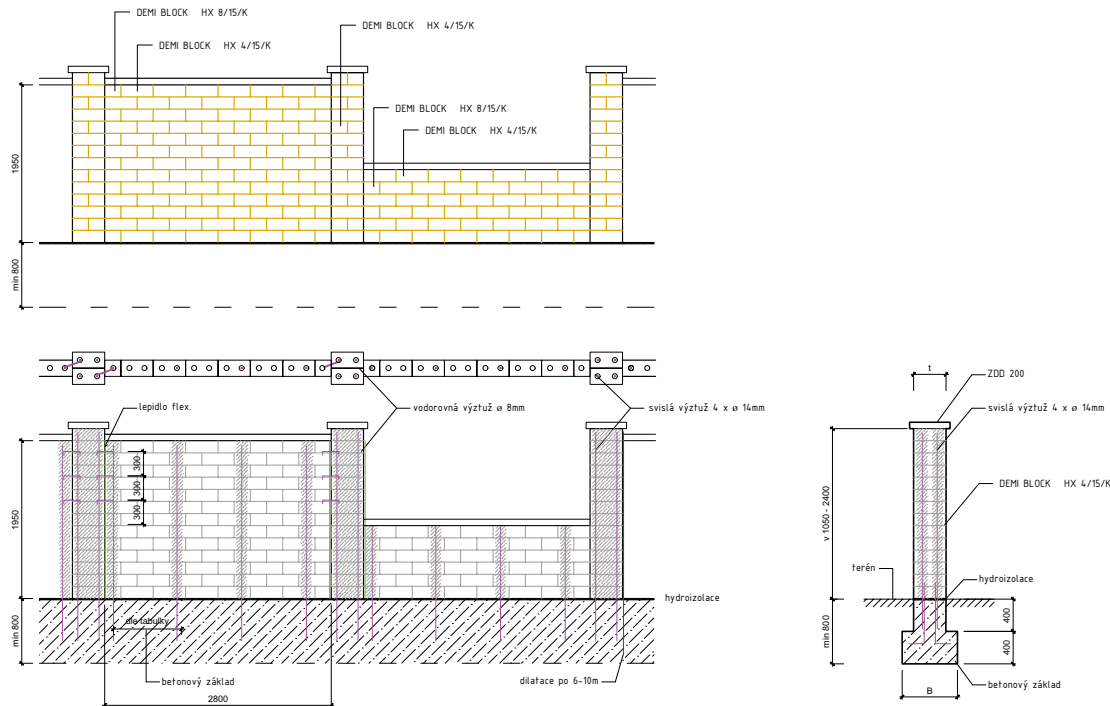 DEMI BLOCK HX 8/15/K
DEMI BLOCK HX 4/15/K
DEMI BLOCK HX 4/15/K
DEMI BLOCK HX 8/15/K
DEMI BLOCK HX 4/15/K
1950
min 800
t
ZDD 200
lepidlo flex.
vodorovná výztuž ø 8mm
svislá výztuž 4 x ø 14mm
svislá výztuž 4 x ø 14mm
300
300
300
1950
v 1050 - 2400
DEMI BLOCK HX 4/15/K
terén
hydroizolace
hydroizolace
dle tabulky
min 800
min 800
400
400
betonový základ
dilatace po 6-10m
B
betonový základ
2800